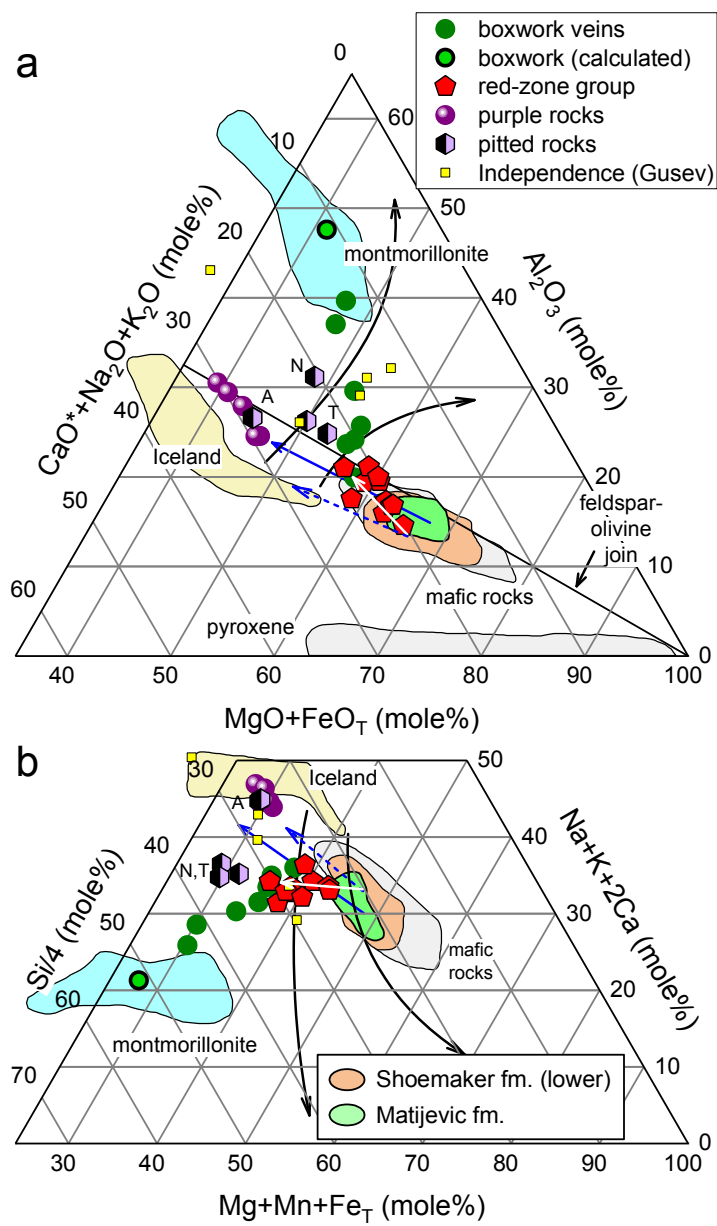 a
boxwork veins
boxwork (calculated)
red-zone group
purple rocks
pitted rocks
Independence (Gusev)
0
10
20
30
40
50
60
60
50
40
30
20
10
0
CaO*+Na₂O+K₂O (mole%)
Al₂O₃ (mole%)
montmorillonite
N
A
T
Iceland
feldspar-
olivine
join
mafic rocks
pyroxene
40
50
60
70
80
90
100
MgO+FeO_T (mole%)
b
30
40
50
60
70
50
40
30
20
10
0
Iceland
A
N,T
Si/4 (mole%)
Na+K+2Ca (mole%)
mafic
rocks
montmorillonite
Shoemaker fm. (lower)
Matijevic fm.
30
40
50
60
70
80
90
100
Mg+Mn+Fe_T (mole%)